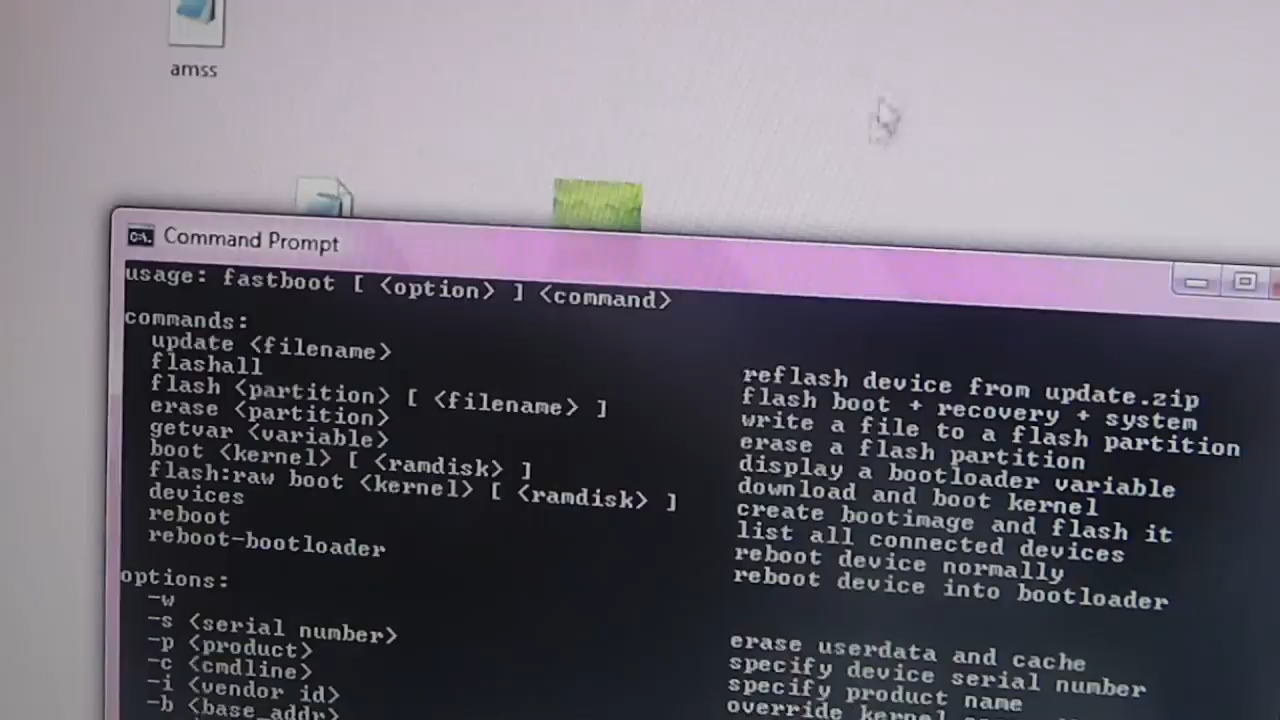 amss
Command Prompt
usage: fastboot [ <option> ] <command>
commands:
update <filename> reflash device from update.zip
flashall flash boot + recovery + system
flash <partition> [ <filename> ] write a file to a flash partition
erase <partition> erase a flash partition
getvar <variable> display a bootloader variable
boot <kernel> [ <ramdisk> ] download and boot kernel
flash:raw boot <kernel> [ <ramdisk> ] create bootimage and flash it
devices list all connected devices
reboot reboot device normally
reboot-bootloader reboot device into bootloader
options:
-w erase userdata and cache
-s <serial number> specify device serial number
-p <product> specify product name
-c <cmdline> override kernel
-i <vendor id>
-b <base_addr>